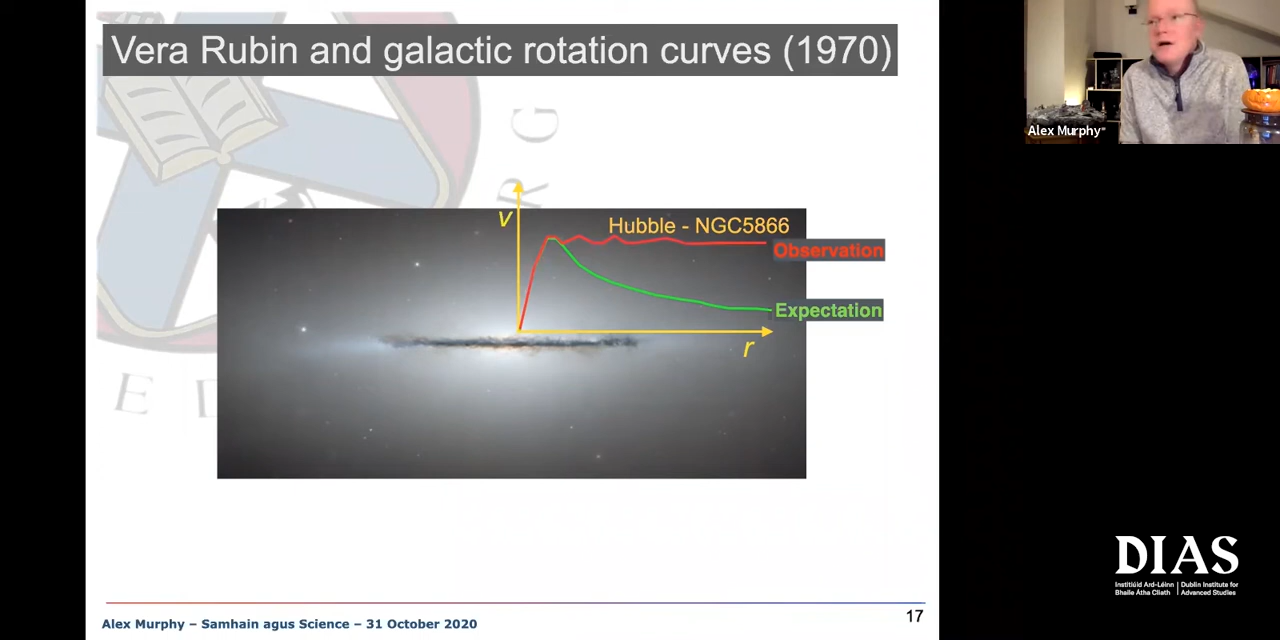 Vera Rubin and galactic rotation curves (1970)
Alex Murphy
R G
v
Hubble - NGC5866
Observation
Expectation
r
E D
DIAS
Institiúid Ard-Léinn | Dublin Institute for
Bhaile Átha Cliath | Advanced Studies
17
Alex Murphy – Samhain agus Science – 31 October 2020